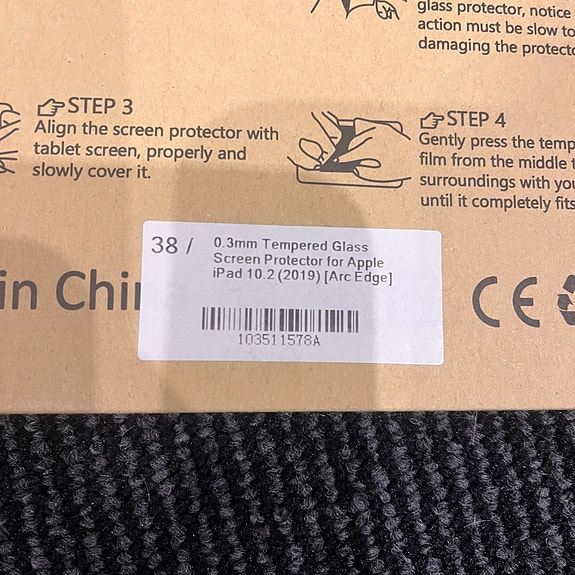 glass protector, notice
action must be slow to
damaging the protecto
STEP 3
Align the screen protector with
tablet screen, properly and
slowly cover it.
STEP 4
Gently press the temp
film from the middle t
surroundings with you
until it completely fits
38 /
0.3mm Tempered Glass
Screen Protector for Apple
iPad 10.2 (2019) [Arc Edge]
103511578A
in Chin
CE